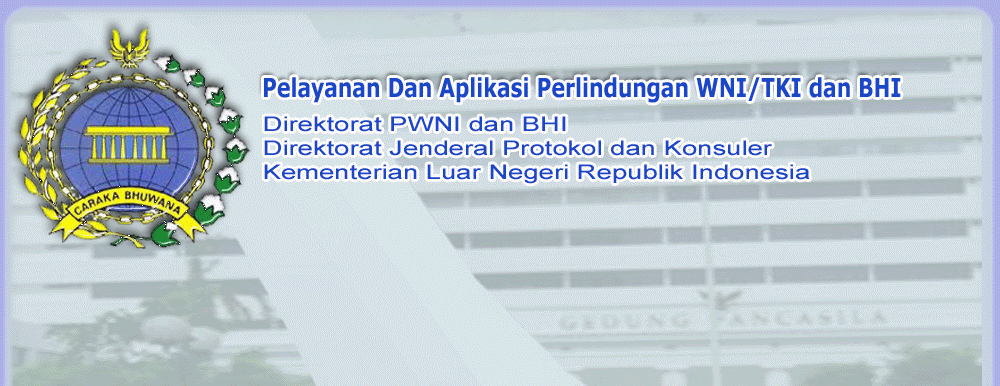 Pelayanan Dan Aplikasi Perlindungan WNI/TKI dan BHI
Direktorat PWNI dan BHI
Direktorat Jenderal Protokol dan Konsuler
Kementerian Luar Negeri Republik Indonesia
CARAKA BHUWANA
GEDUNG PANCASILA